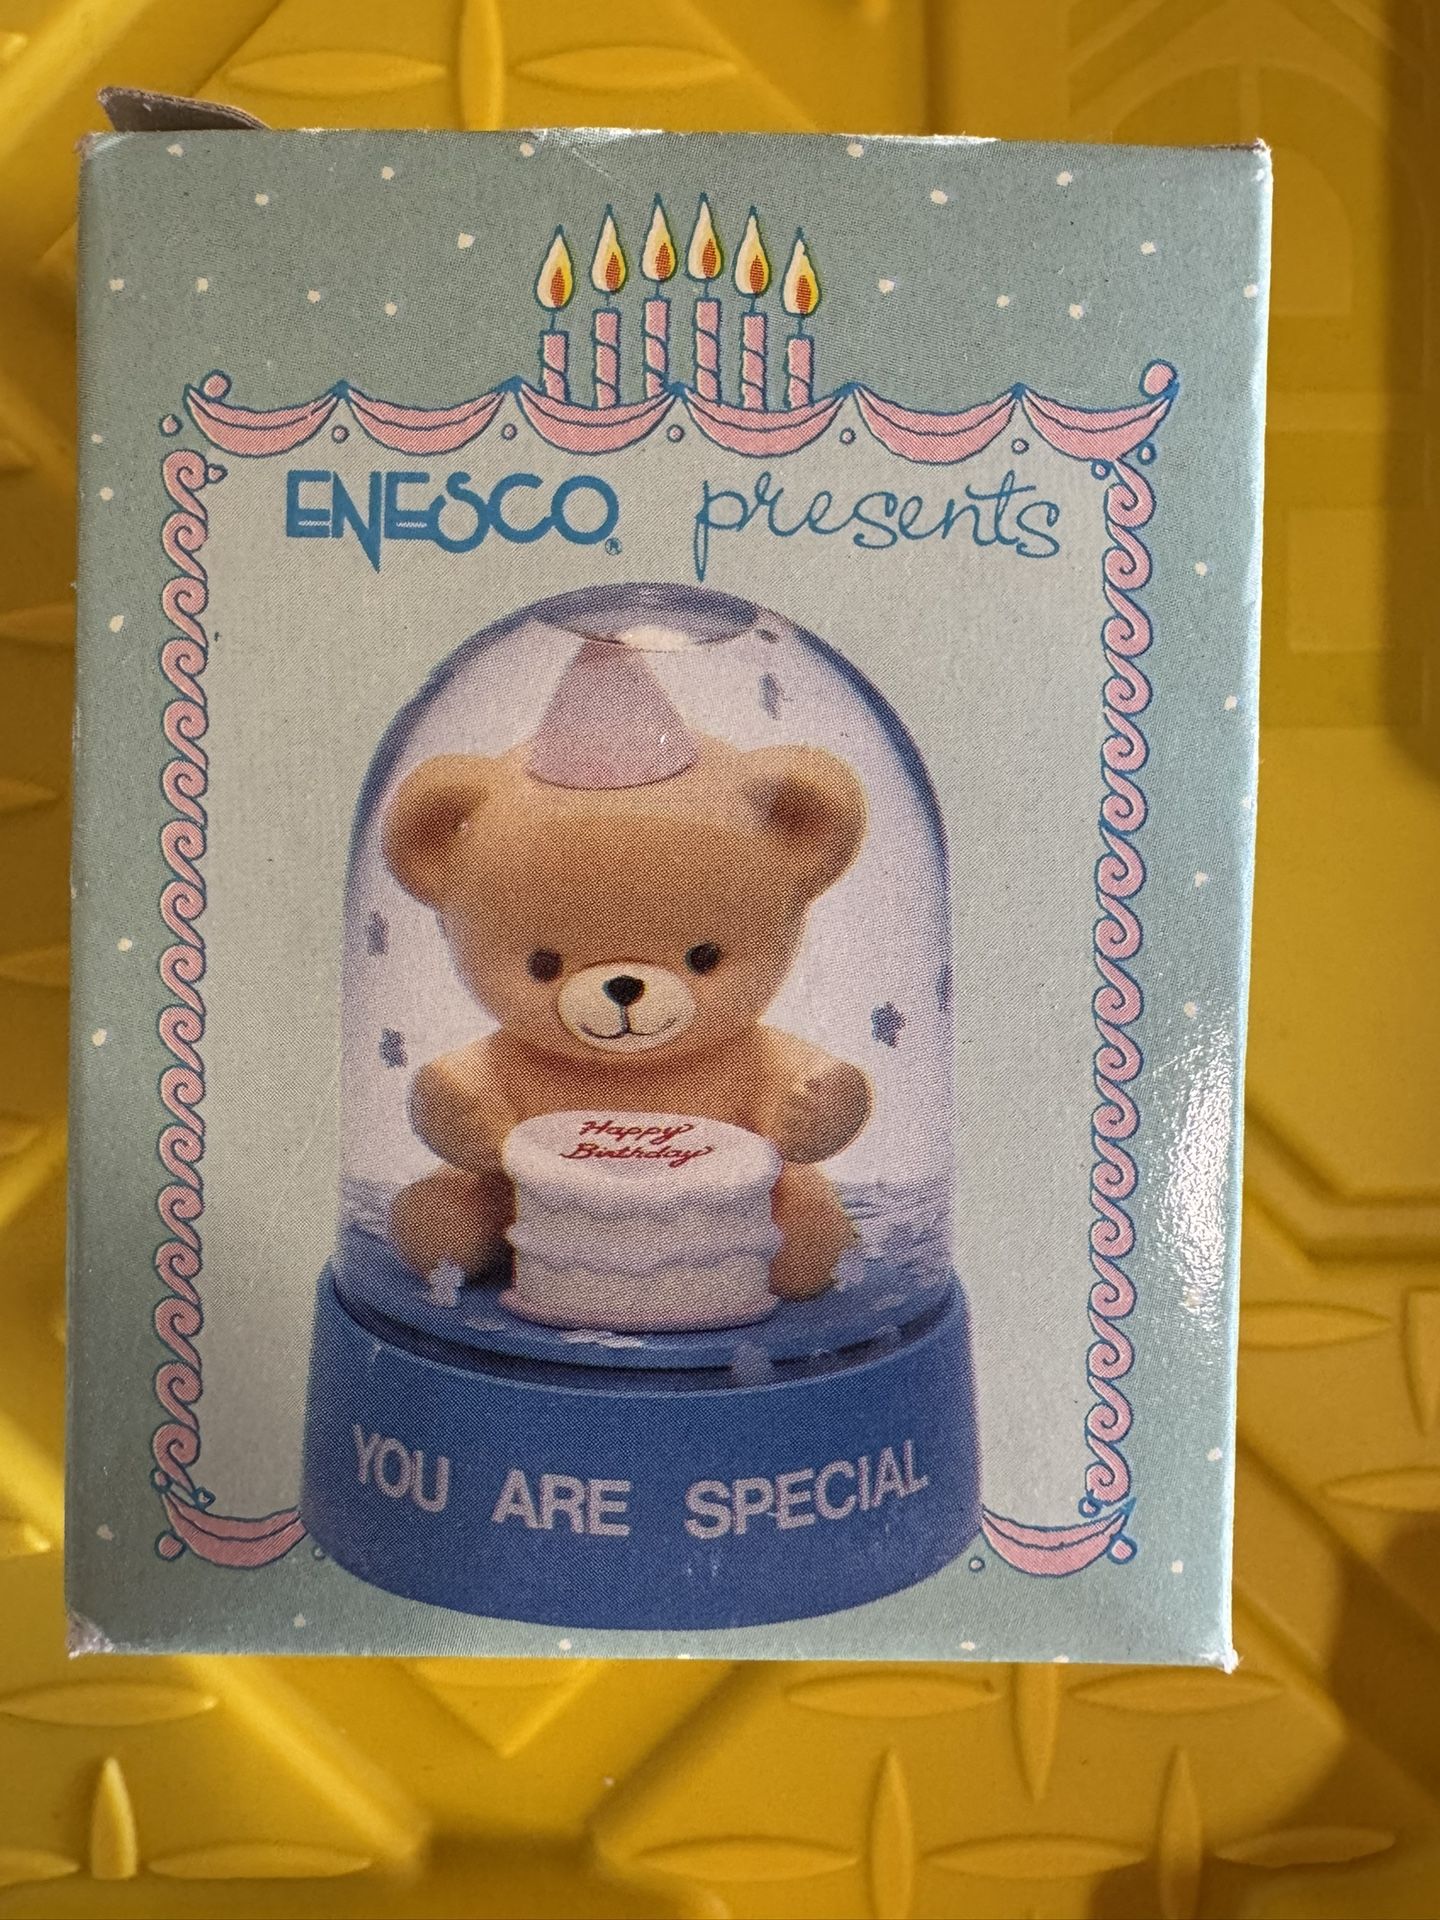 ENESCO® presents
Happy
Birthday
YOU ARE SPECIAL